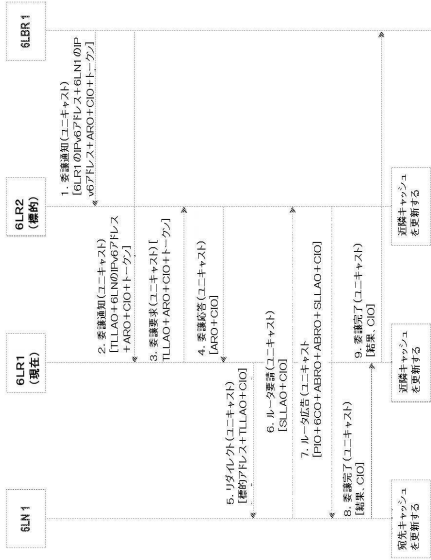 6LN 1
6LR1
(現在)
6LR2
(標的)
6LBR 1
1. 委譲通知(ユニキャスト)
[6LR1のIPv6アドレス+6LN1のIP
v6アドレス+ARO+CIO+トークン]
2. 委譲通知(ユニキャスト)
[TLLAO+6LNのIPv6アドレス
+ARO+CIO+トークン]
3. 委譲要求(ユニキャスト) [
TLLAO+ARO+CIO+トークン]
4. 委譲応答(ユニキャスト)
[ARO+CIO]
5. リダイレクト(ユニキャスト)
[標的アドレス+TLLAO+CIO]
6. ルータ要請(ユニキャスト)
[SLLAO+CIO]
7. ルータ広告(ユニキャスト
[PIO+6CO+ABRO+ABRO+SLLAO+CIO]
8. 委譲完了(ユニキャスト)
[結果、CIO]
9. 委譲完了(ユニキャスト)
[結果、CIO]
宛先キャッシュ
を更新する
近隣キャッシュ
を更新する
近隣キャッシュ
を更新する